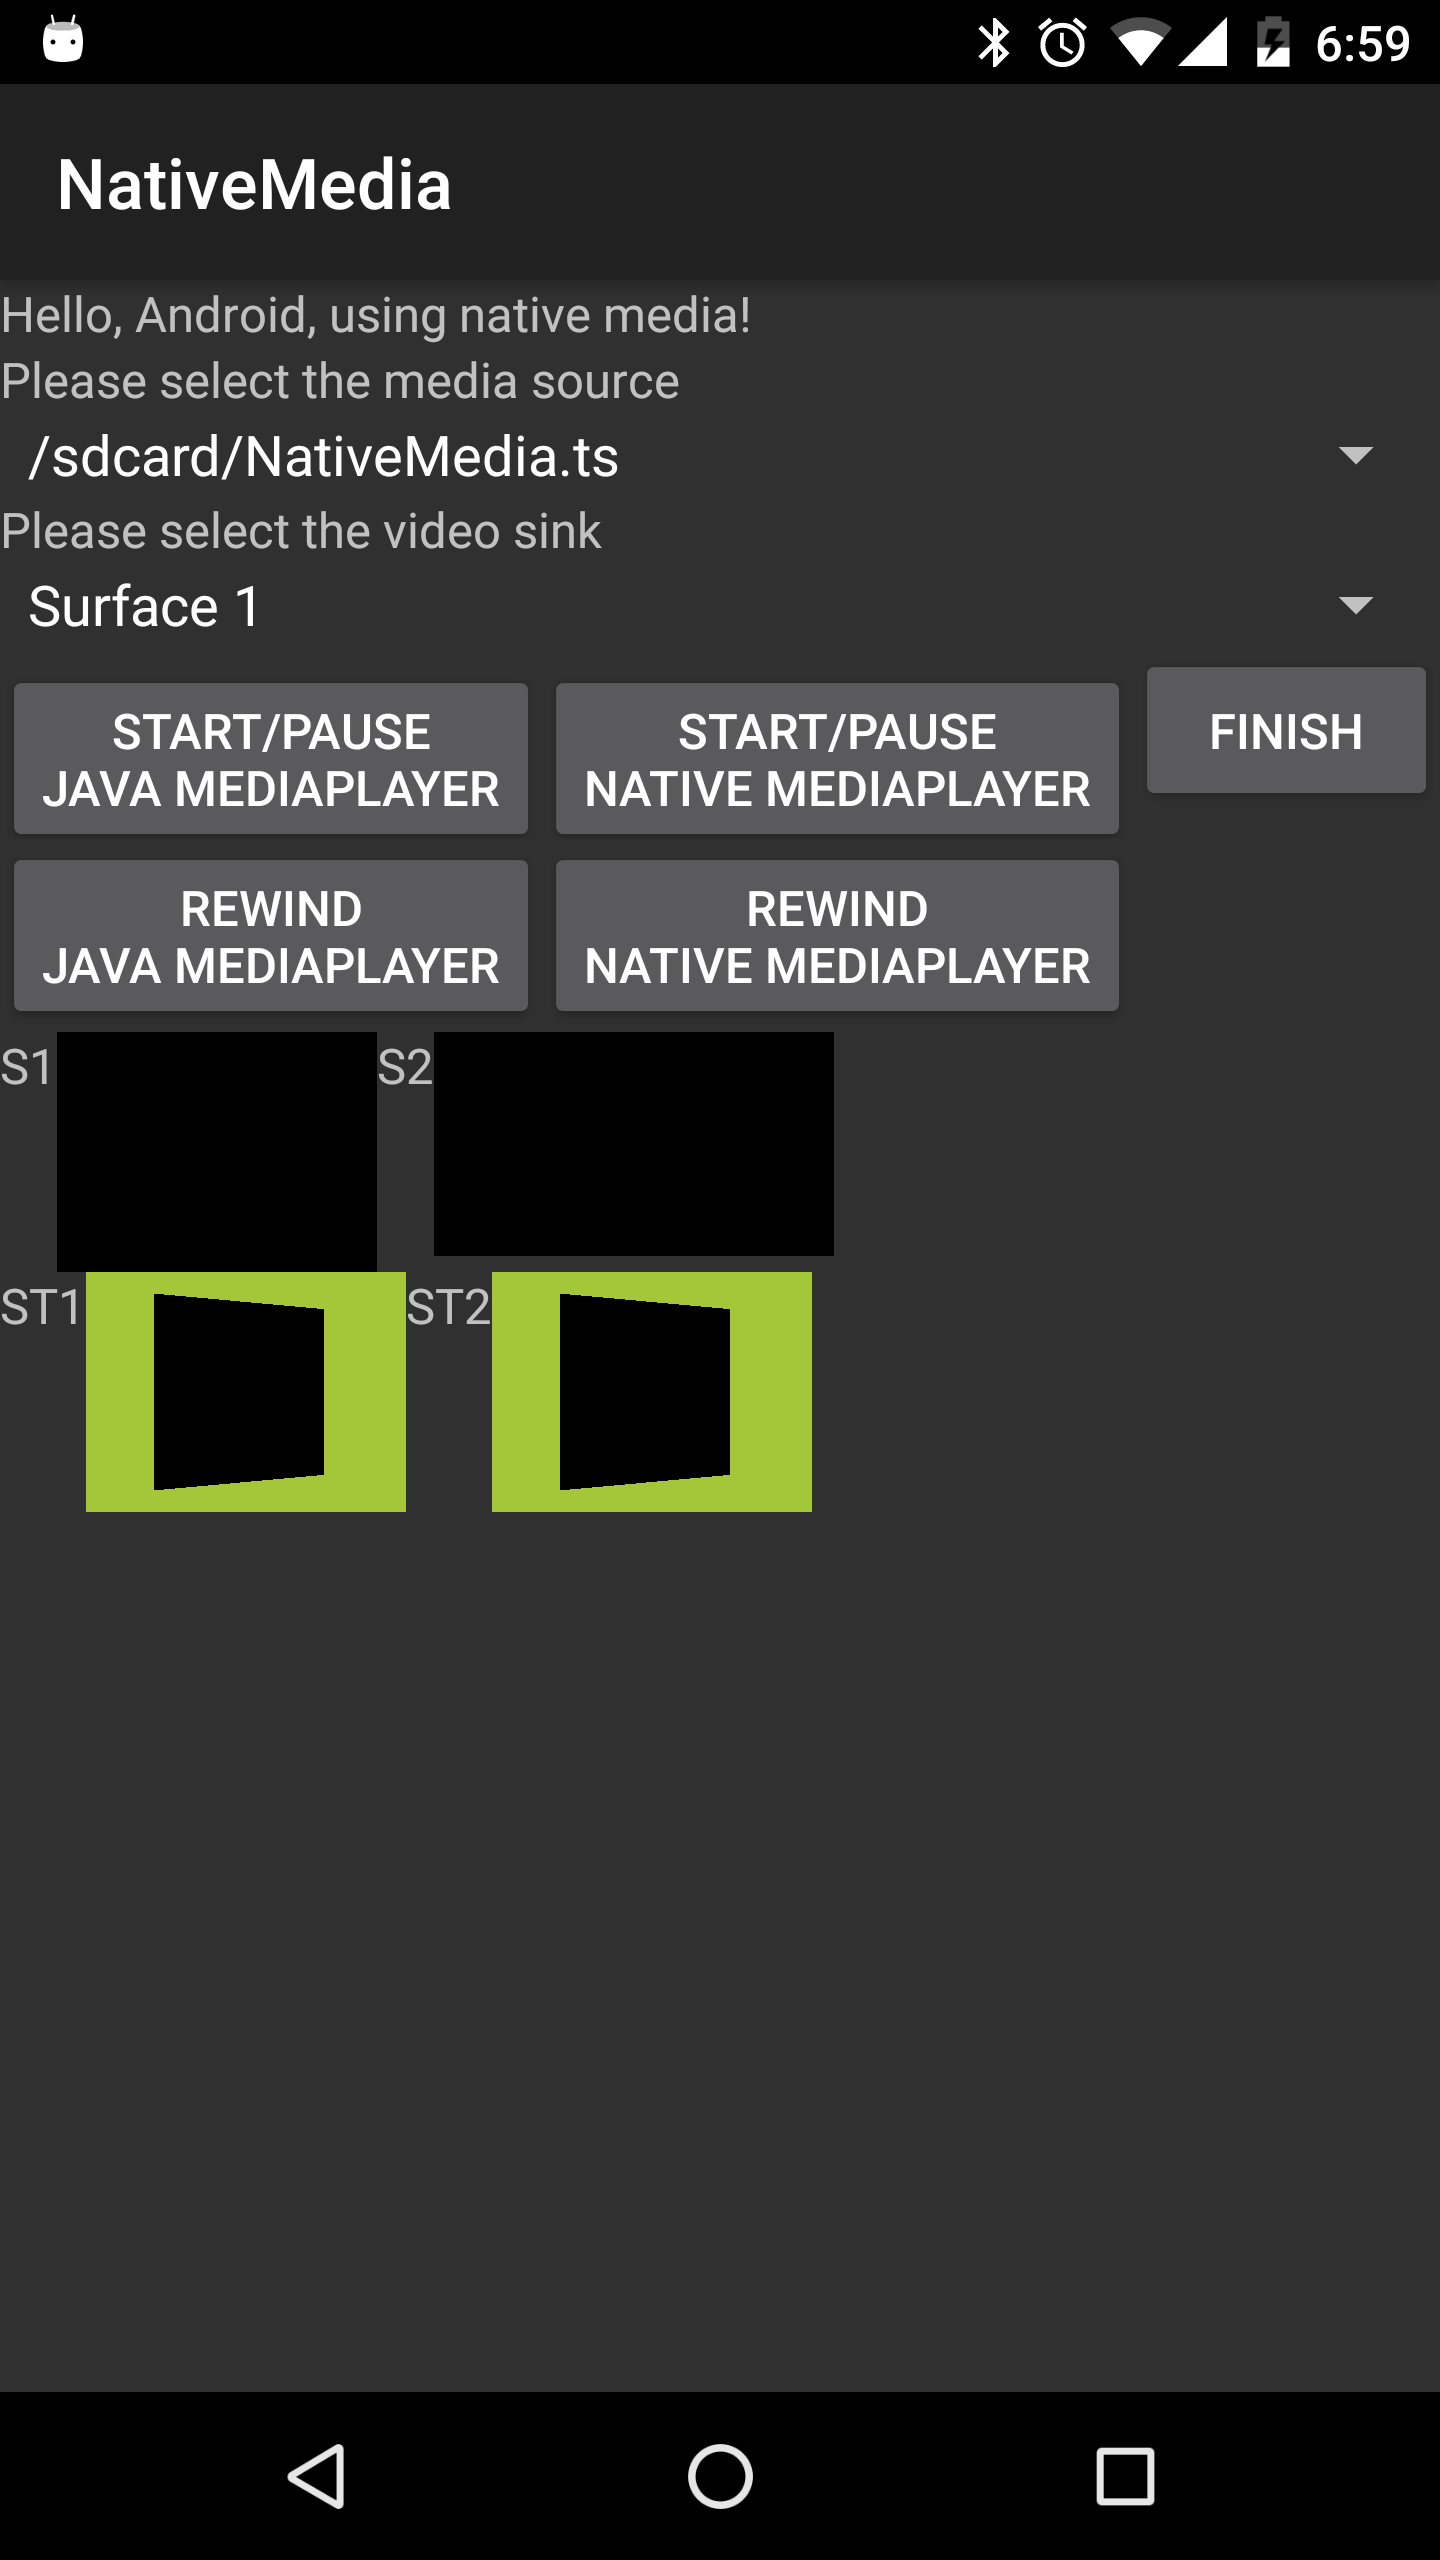 6:59
NativeMedia
Hello, Android, using native media!
Please select the media source
/sdcard/NativeMedia.ts
Please select the video sink
Surface 1
START/PAUSE
JAVA MEDIAPLAYER
START/PAUSE
NATIVE MEDIAPLAYER
FINISH
REWIND
JAVA MEDIAPLAYER
REWIND
NATIVE MEDIAPLAYER
S1
S2
ST1
ST2